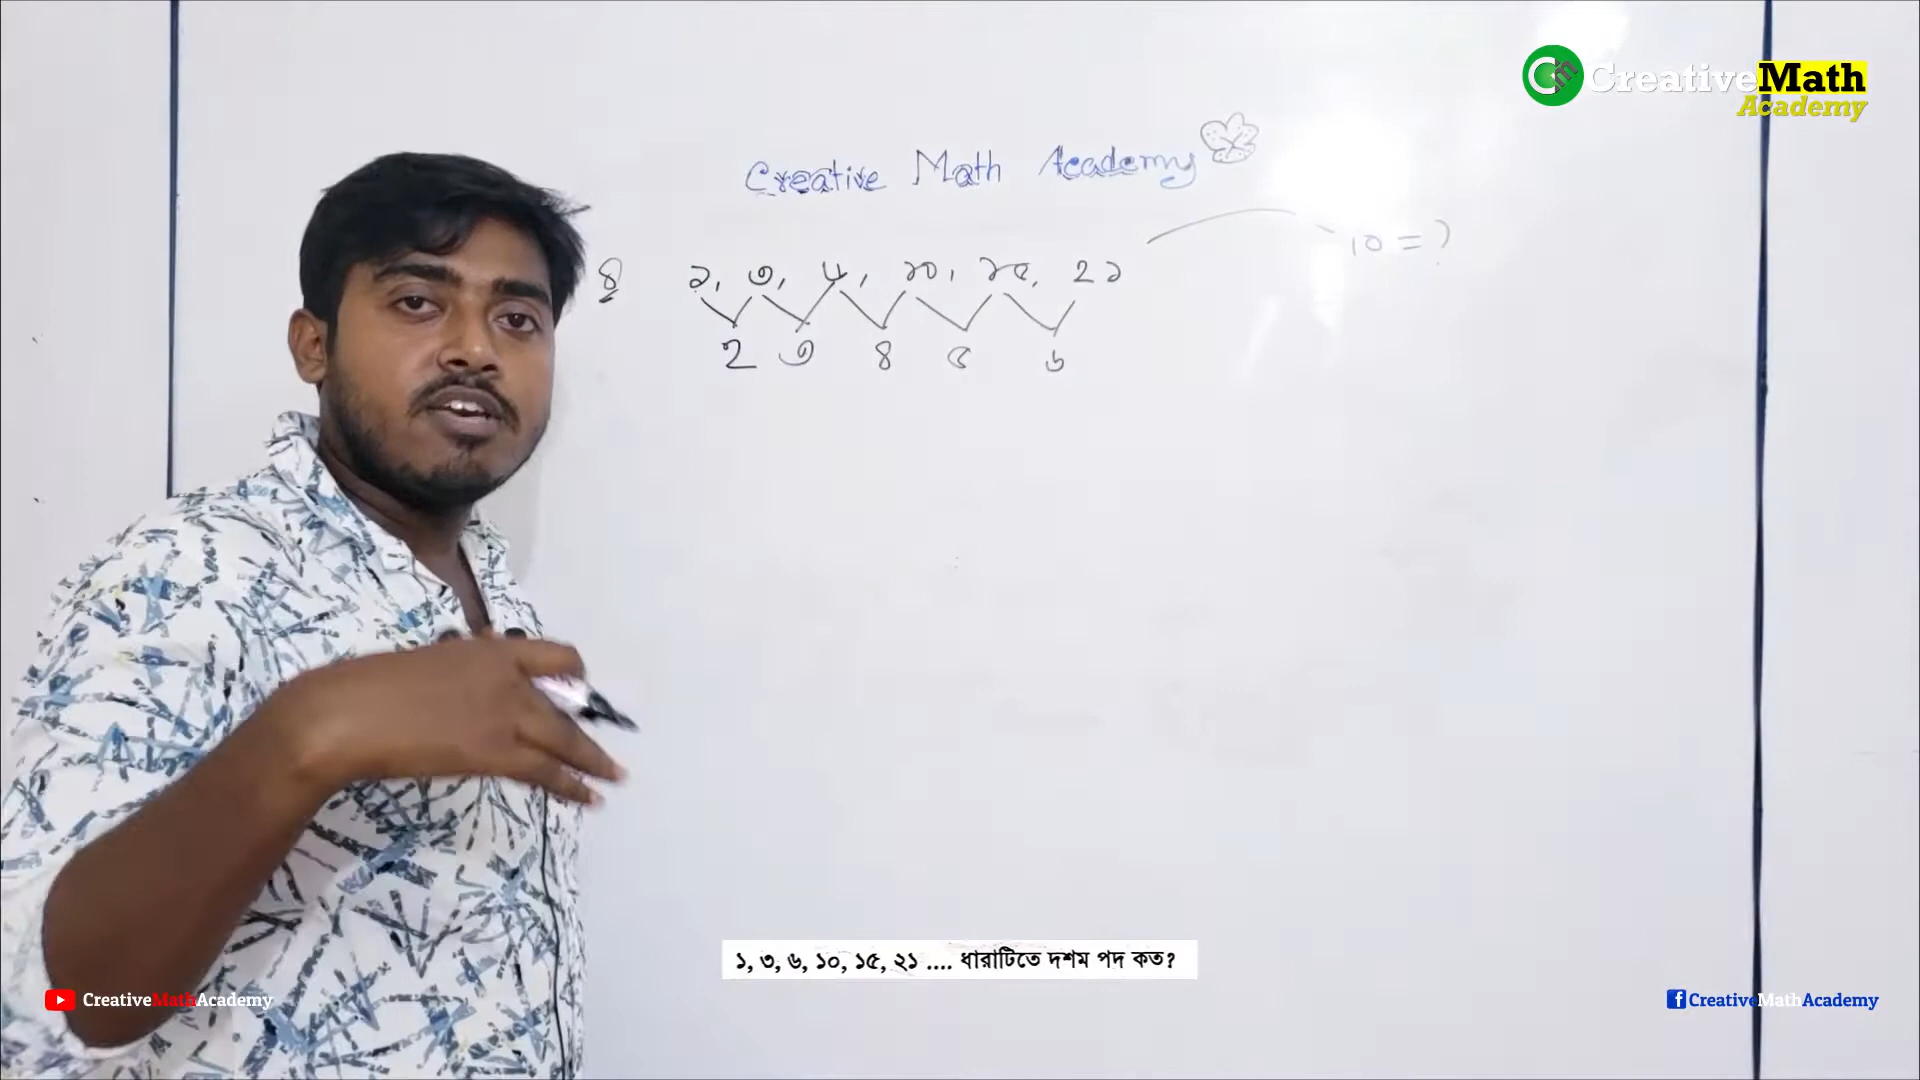 CreativeMath
Academy
Creative Math Academy
10 = ?
৪ ১, ৩, ৬, ১০, ১৫, ২১
২ ৩ ৪ ৫ ৬
১, ৩, ৬, ১০, ১৫, ২১ .... ধারাটিতে দশম পদ কত?
CreativeMathAcademy
CreativeMathAcademy